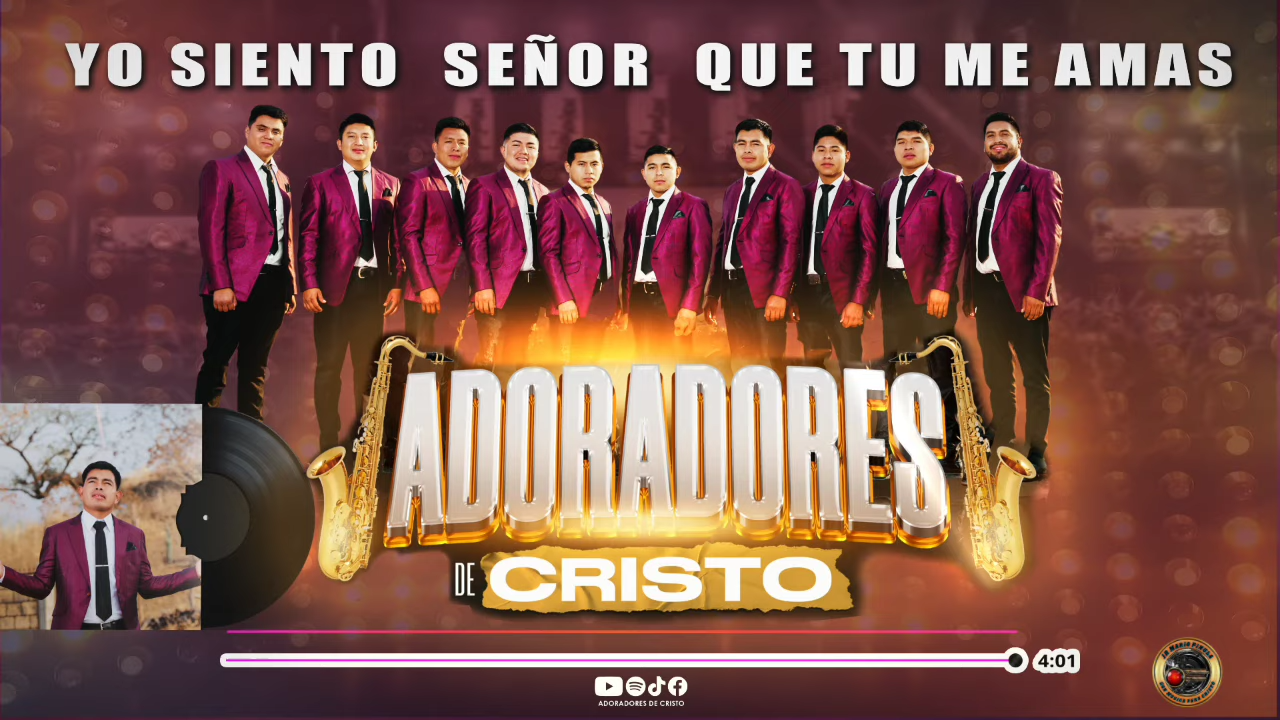 YO SIENTO SEÑOR QUE TU ME AMAS
ADORADORES
DE CRISTO
4:01
ADORADORES DE CRISTO